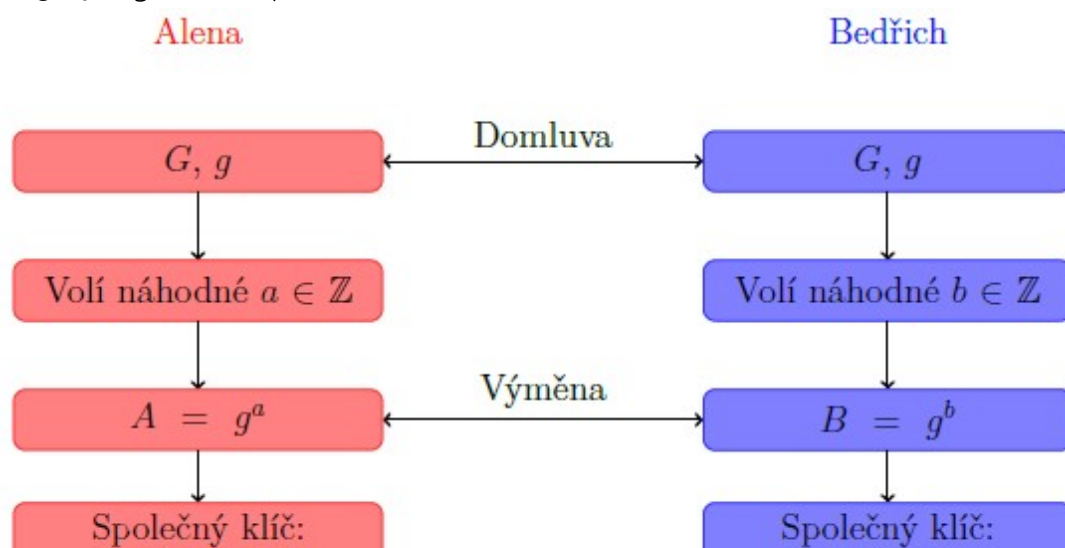 Alena
Bedřich
Domluva
G, g
G, g
Volí náhodné a ∈ ℤ
Volí náhodné b ∈ ℤ
Výměna
A = g^a
B = g^b
Společný klíč:
Společný klíč: